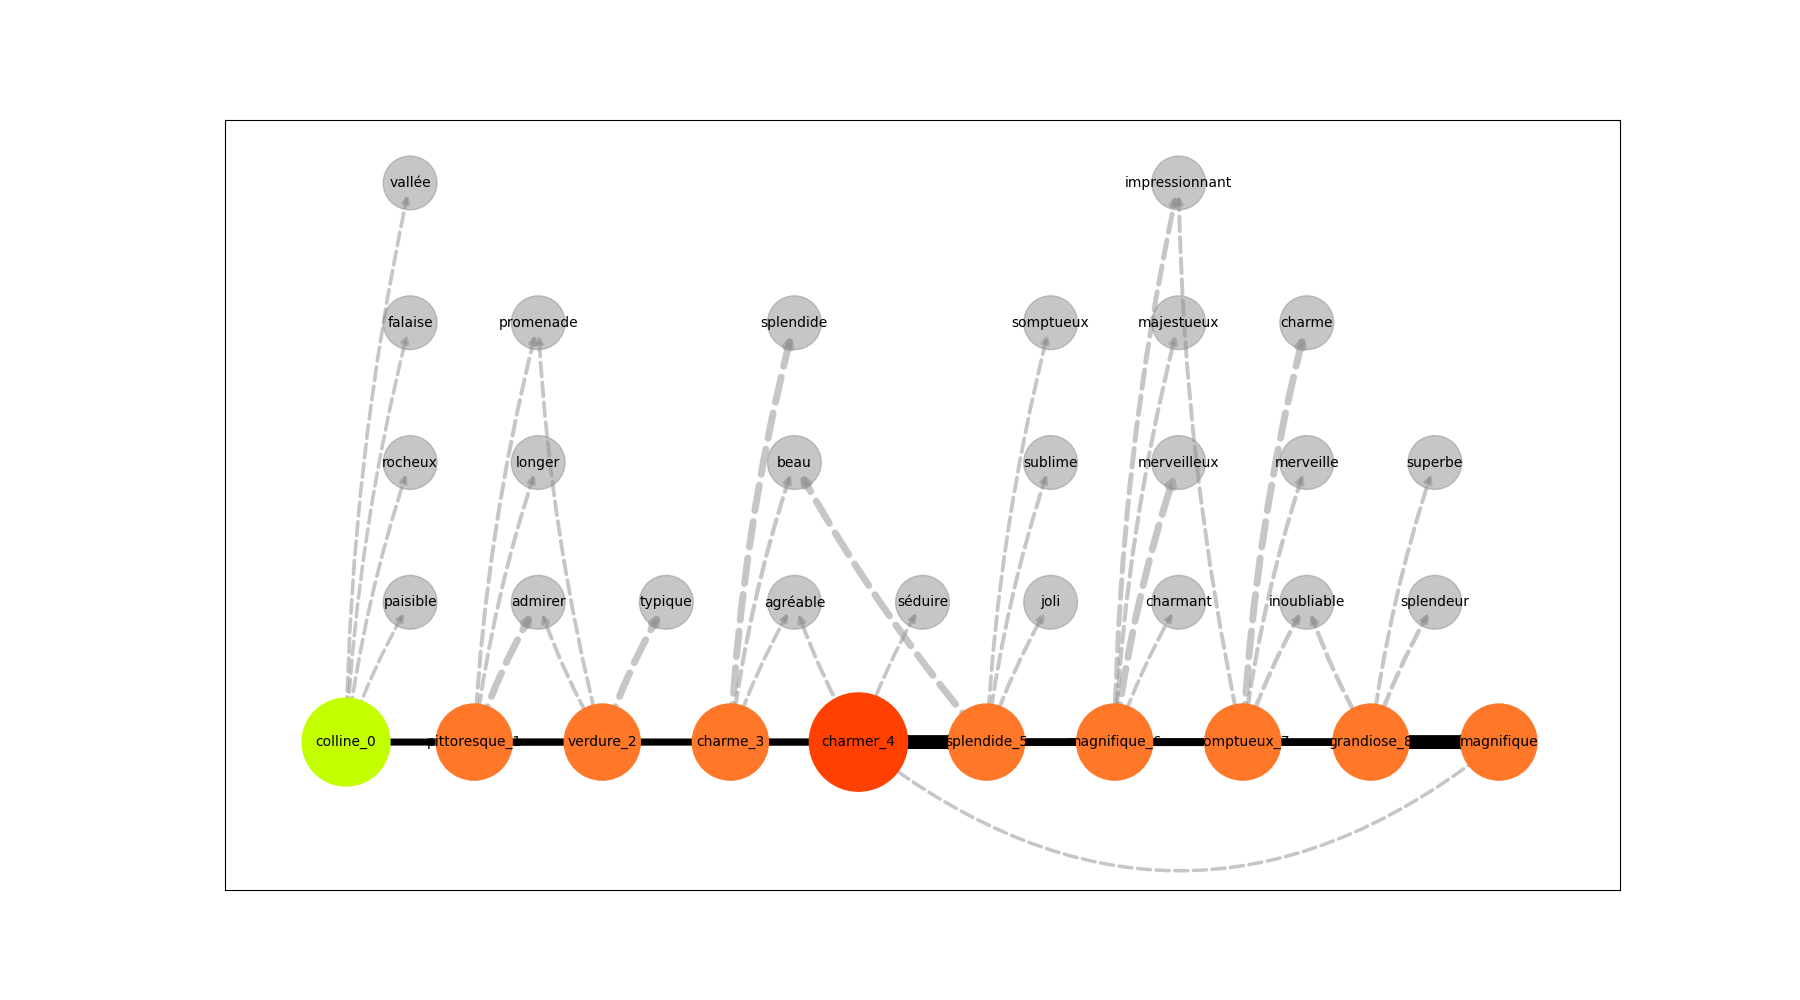 vallée impressionnant
falaise promenade splendide somptueux majestueux charme
rocheux longer beau sublime merveilleux merveille superbe
paisible admirer typique agréable séduire joli charmant inoubliable splendeur
colline_0 pittoresque_1 verdure_2 charme_3 charmer_4 splendide_5 magnifique_6 somptueux_7 grandiose_8 magnifique